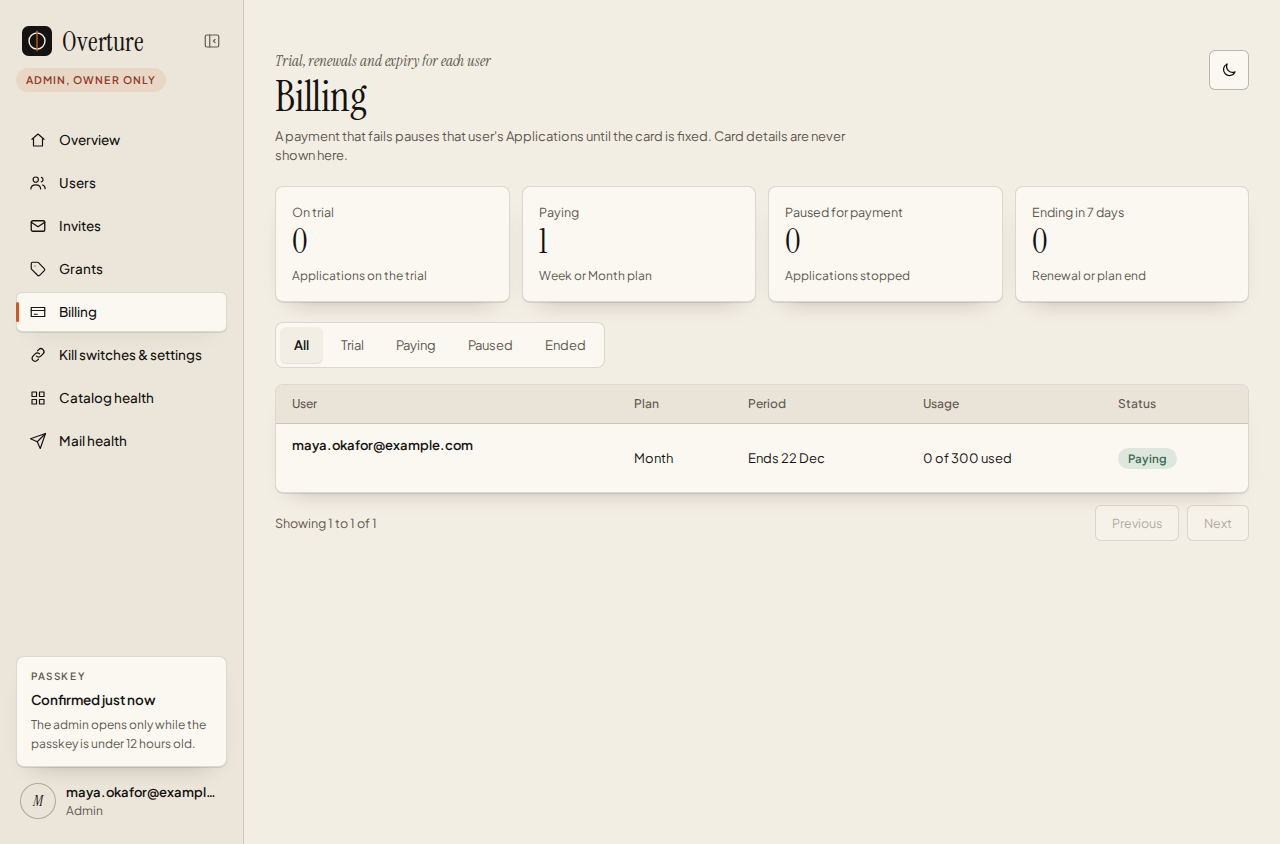 Overture
ADMIN, OWNER ONLY
Overview
Users
Invites
Grants
Billing
Kill switches & settings
Catalog health
Mail health
PASSKEY
Confirmed just now
The admin opens only while the
passkey is under 12 hours old.
M
maya.okafor@exampl…
Admin
Trial, renewals and expiry for each user
Billing
A payment that fails pauses that user's Applications until the card is fixed. Card details are never
shown here.
On trial
0
Applications on the trial
Paying
1
Week or Month plan
Paused for payment
0
Applications stopped
Ending in 7 days
0
Renewal or plan end
All Trial Paying Paused Ended
User Plan Period Usage Status
maya.okafor@example.com Month Ends 22 Dec 0 of 300 used Paying
Showing 1 to 1 of 1
Previous Next